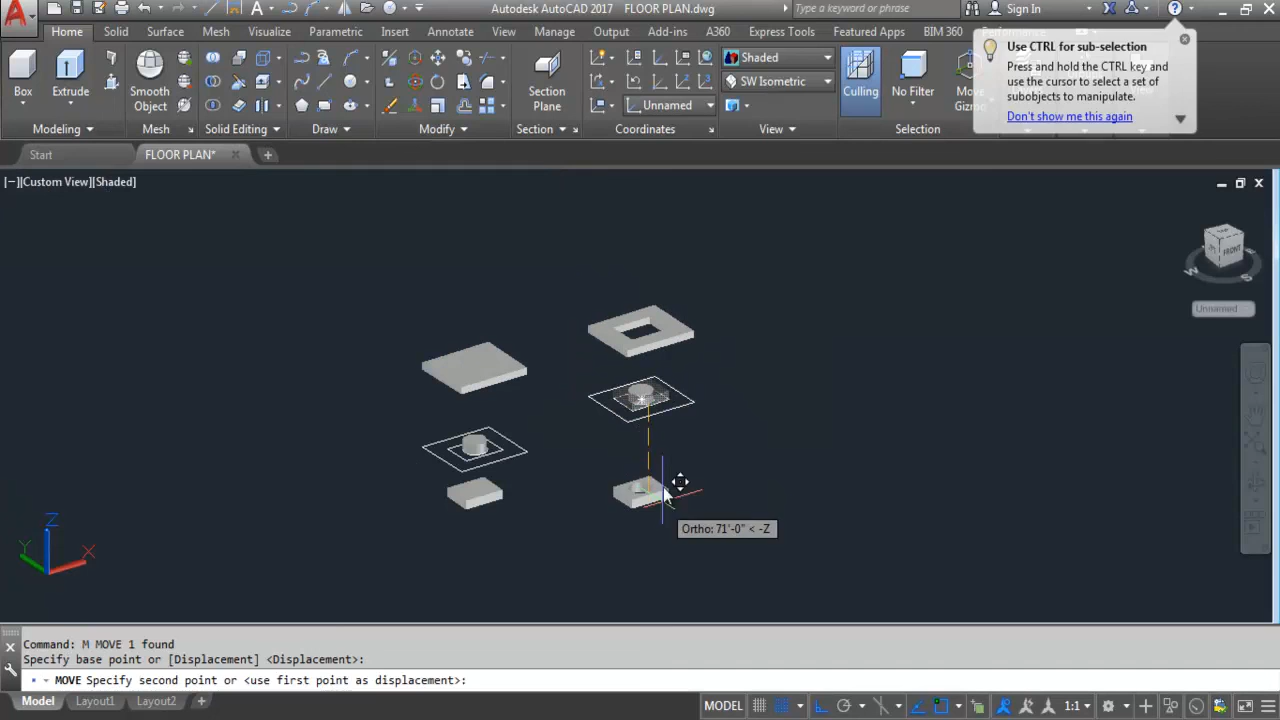 Autodesk AutoCAD 2017 FLOOR PLAN.dwg
Type a keyword or phrase
Sign In
Home Solid Surface Mesh Visualize Parametric Insert Annotate View Manage Output Add-ins A360 Express Tools Featured Apps BIM 360 Performance
Use CTRL for sub-selection
Press and hold the CTRL key and
use the cursor to select a set of
subobjects to manipulate.
Don't show me this again
Shaded
SW Isometric
Unnamed
Box
Extrude
Smooth
Object
Section
Plane
Culling
No Filter
Move
Gizmo
Modeling
Mesh
Solid Editing
Draw
Modify
Section
Coordinates
View
Selection
Start
FLOOR PLAN*
[−][Custom View][Shaded]
FRONT
W
S
Unnamed
Ortho: 71'-0" < -Z
Z
Y
X
Command: M MOVE 1 found
Specify base point or [Displacement] <Displacement>:
MOVE Specify second point or <use first point as displacement>:
Model Layout1 Layout2
MODEL
1:1